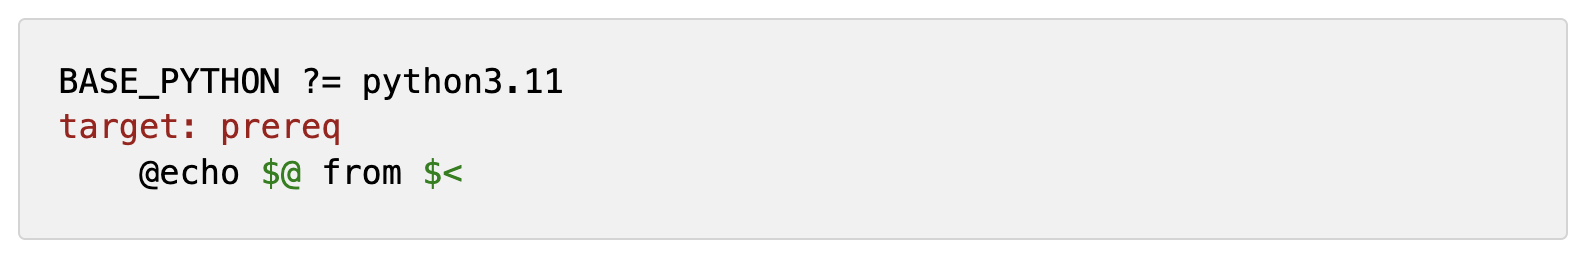 BASE_PYTHON ?= python3.11
target: prereq
    @echo $@ from $<